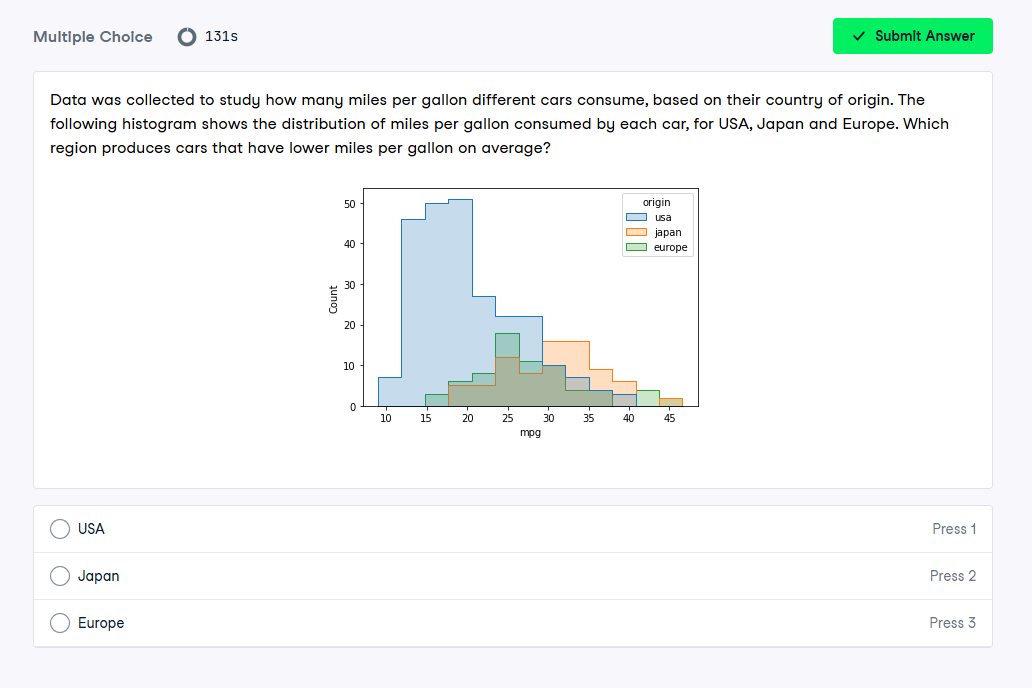 Multiple Choice
131s
Submit Answer
Data was collected to study how many miles per gallon different cars consume, based on their country of origin. The
following histogram shows the distribution of miles per gallon consumed by each car, for USA, Japan and Europe. Which
region produces cars that have lower miles per gallon on average?
origin
usa
japan
europe
50
40
30
20
10
0
Count
10 15 20 25 30 35 40 45
mpg
USA Press 1
Japan Press 2
Europe Press 3